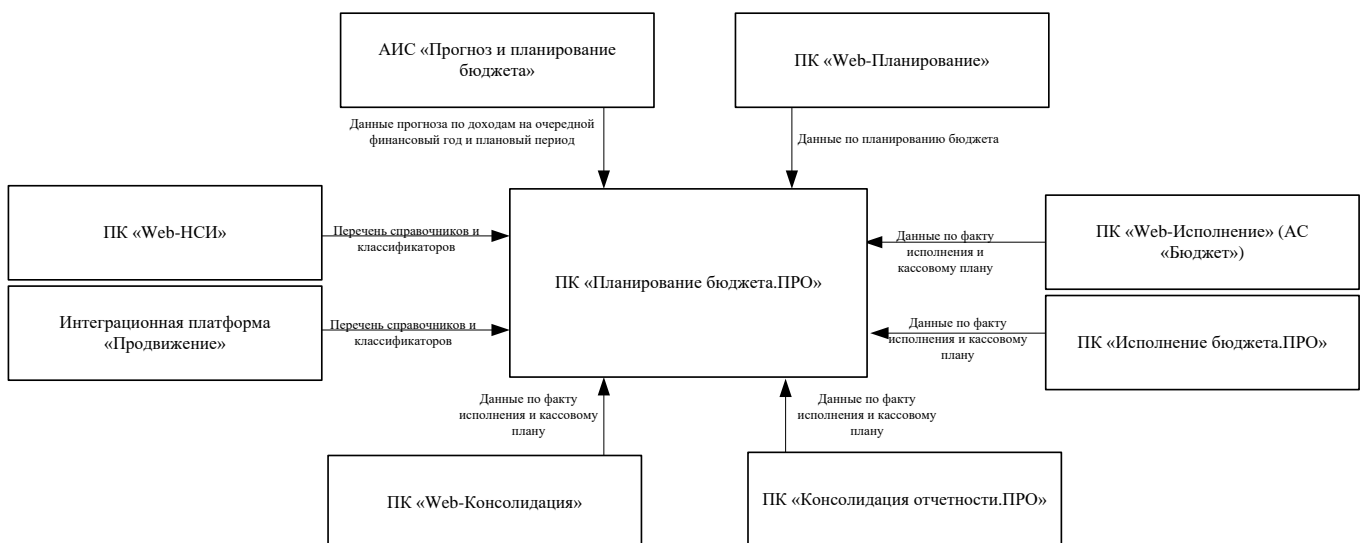 АИС «Прогноз и планирование
бюджета»
ПК «Web-Планирование»
Данные прогноза по доходам на очередной
финансовый год и плановый период
Данные по планированию бюджета
ПК «Web-НСИ»
Перечень справочников и
классификаторов
ПК «Планирование бюджета.ПРО»
Данные по факту
исполнения и
кассовому плану
ПК «Web-Исполнение» (АС
«Бюджет»)
Интеграционная платформа
«Продвижение»
Перечень справочников и
классификаторов
Данные по факту
исполнения и кассовому
плану
ПК «Исполнение бюджета.ПРО»
Данные по факту
исполнения и кассовому
плану
Данные по факту
исполнения и кассовому
плану
ПК «Web-Консолидация»
ПК «Консолидация отчетности.ПРО»